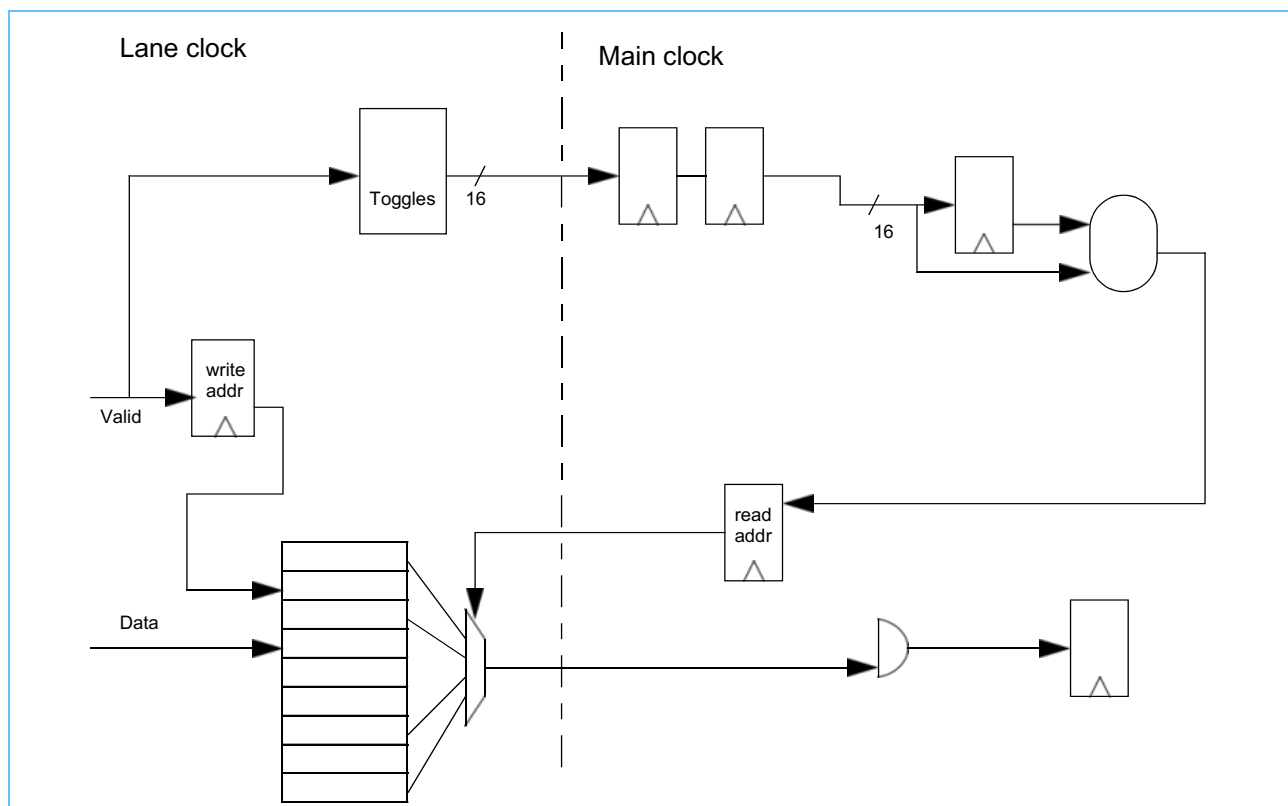 Lane clock
Main clock
Toggles
16
16
write
addr
Valid
read
addr
Data